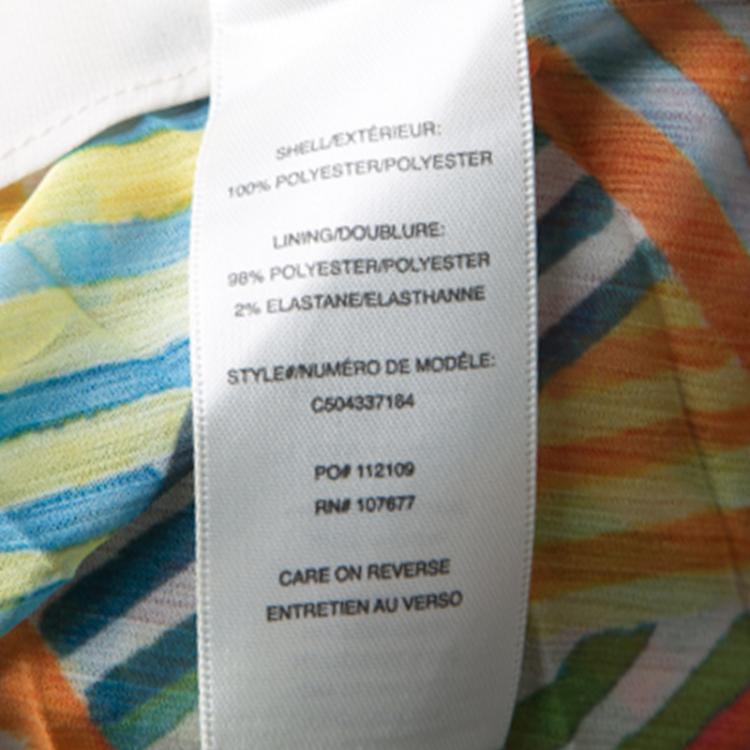 SHELL/EXTÉRIEUR:
100% POLYESTER/POLYESTER
LINING/DOUBLURE:
98% POLYESTER/POLYESTER
2% ELASTANE/ELASTHANNE
STYLE#/NUMÉRO DE MODÉLE:
C504337184
PO# 112109
RN# 107677
CARE ON REVERSE
ENTRETIEN AU VERSO